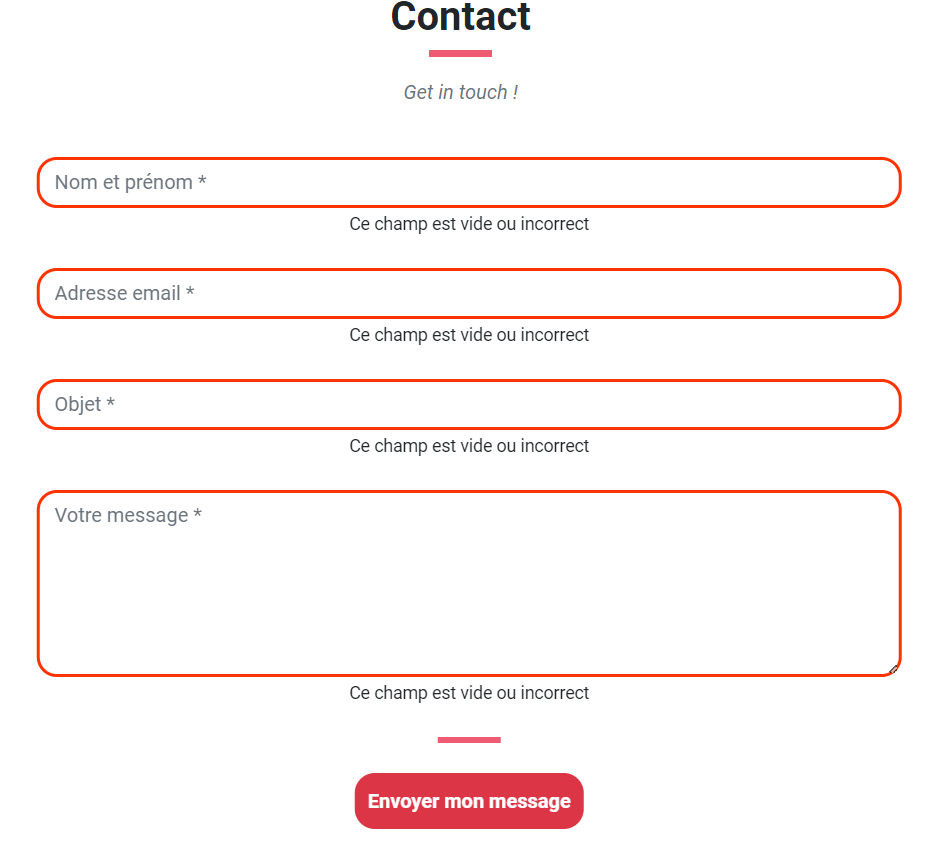 Contact
Get in touch !
Nom et prénom *
Ce champ est vide ou incorrect
Adresse email *
Ce champ est vide ou incorrect
Objet *
Ce champ est vide ou incorrect
Votre message *
Ce champ est vide ou incorrect
Envoyer mon message